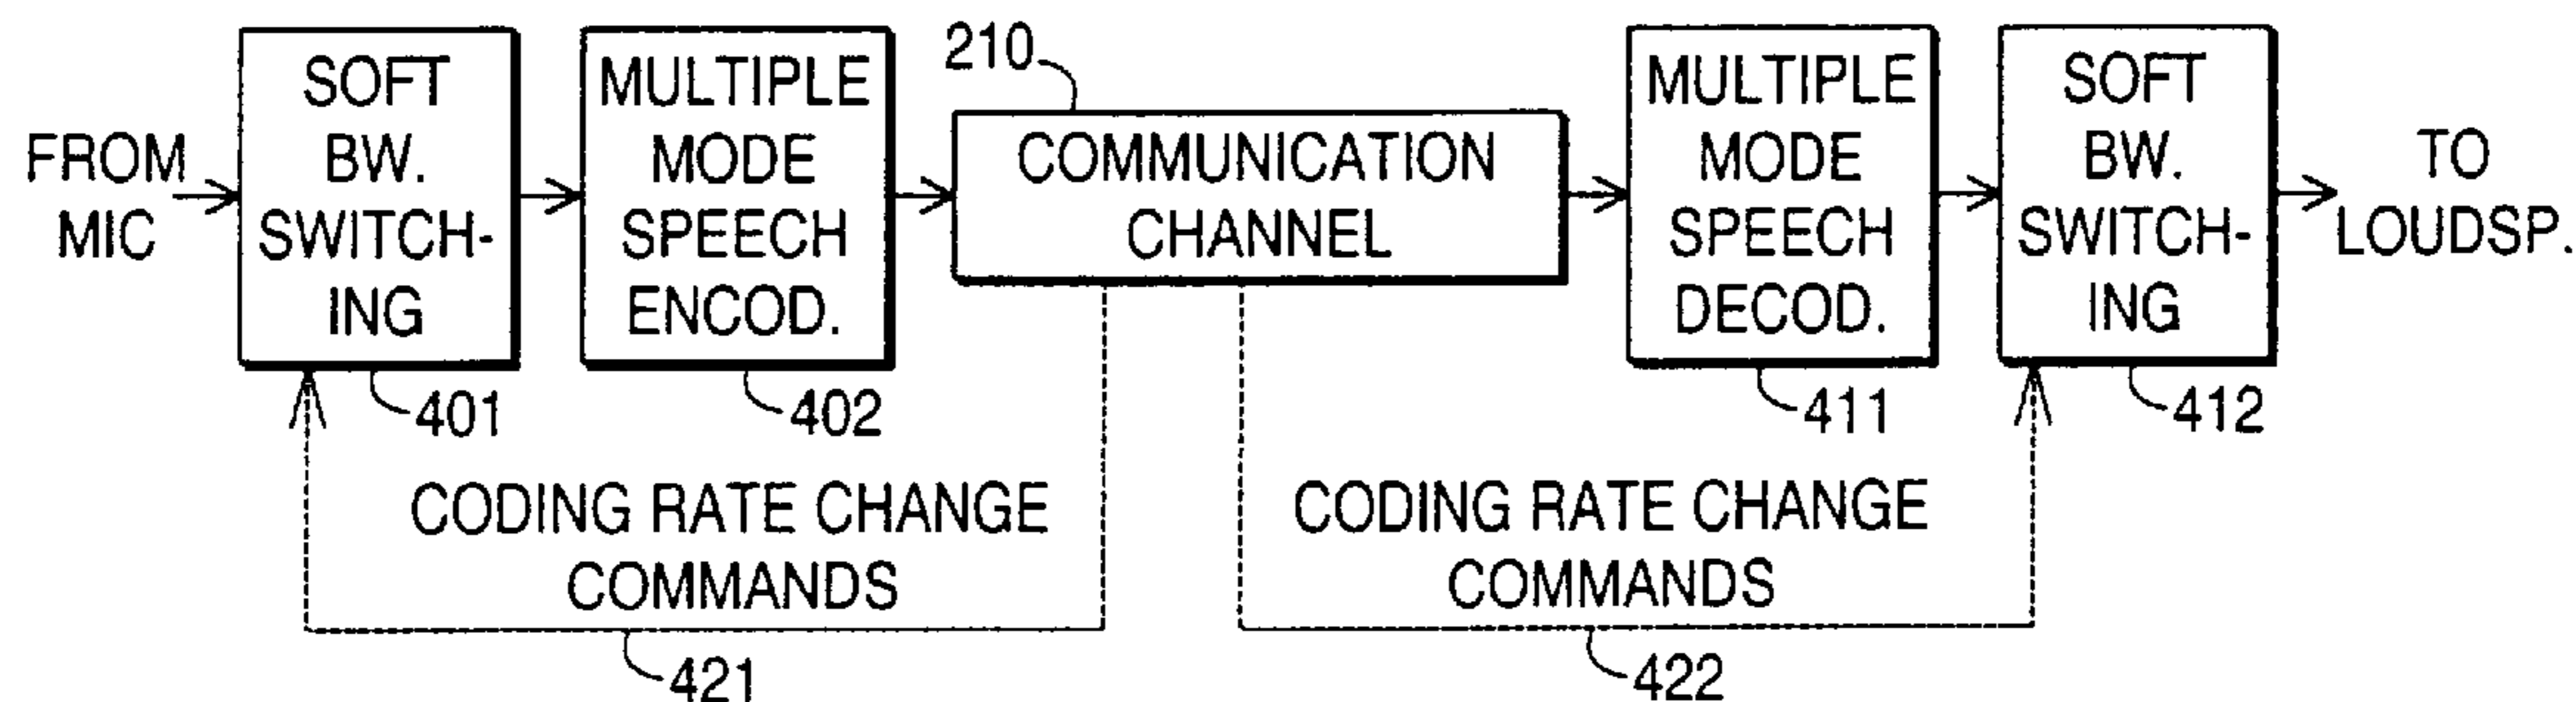 FROM
MIC
SOFT
BW.
SWITCH-
ING
401
MULTIPLE
MODE
SPEECH
ENCOD.
402
210
COMMUNICATION
CHANNEL
MULTIPLE
MODE
SPEECH
DECOD.
411
SOFT
BW.
SWITCH-
ING
412
TO
LOUDSP.
CODING RATE CHANGE
COMMANDS
421
CODING RATE CHANGE
COMMANDS
422